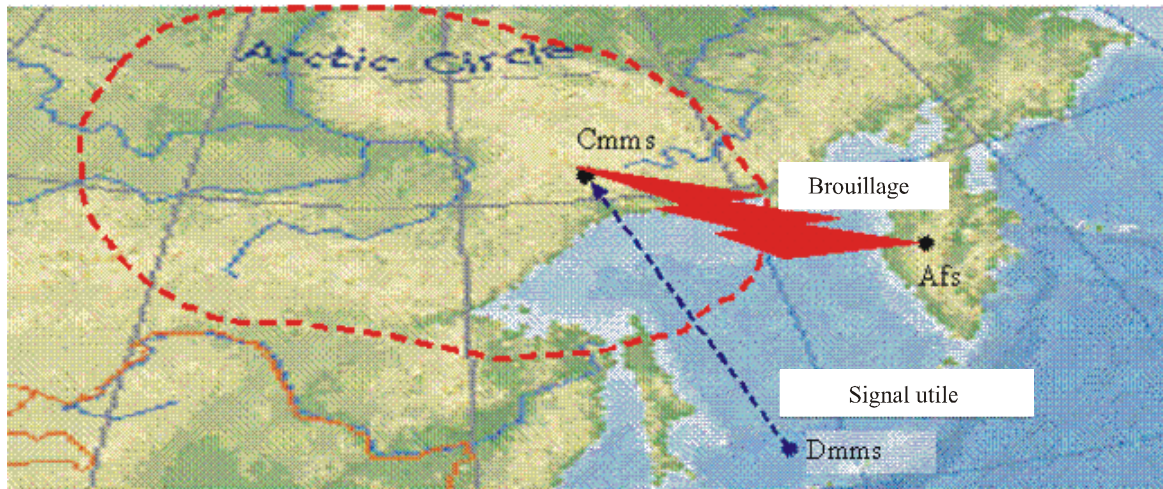 Arctic Circle
Cmms
Brouillage
Afs
Signal utile
Dmms